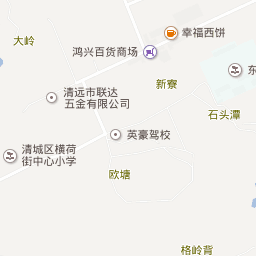 幸福西饼
大岭
鸿兴百货商场
东
新寮
清远市联达
五金有限公司
石头潭
英豪驾校
清城区横荷
街中心小学
欧塘
格岭背